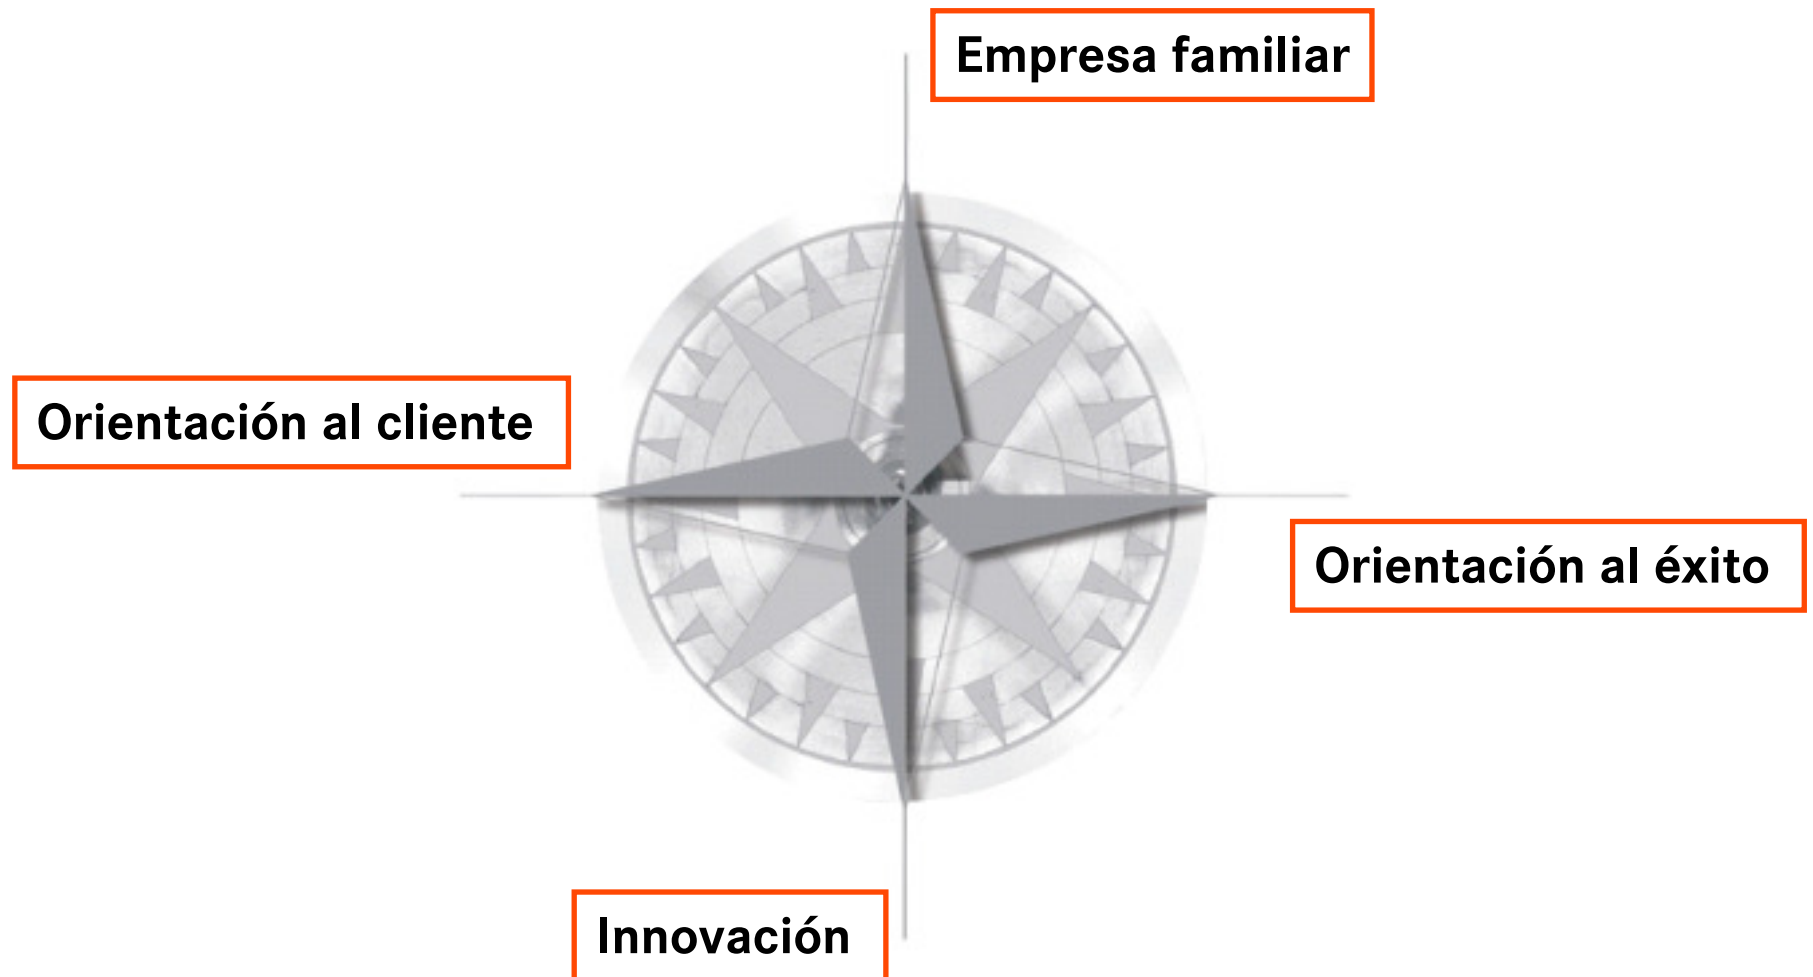 Empresa familiar
Orientación al cliente
Orientación al éxito
Innovación